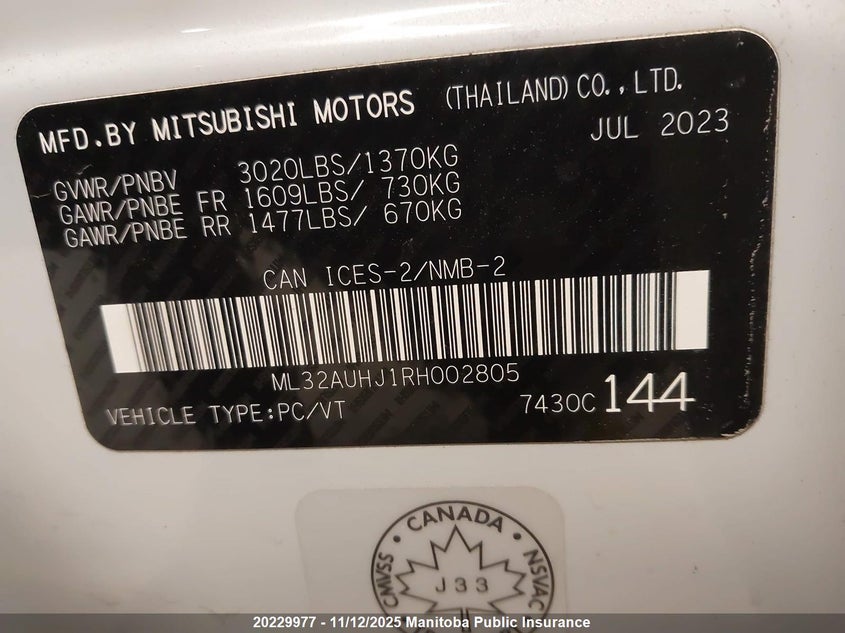 MFD.BY MITSUBISHI MOTORS (THAILAND) CO.,LTD.
JUL 2023
GVWR/PNBV 3020LBS/1370KG
GAWR/PNBE FR 1609LBS/ 730KG
GAWR/PNBE RR 1477LBS/ 670KG
CAN ICES-2/NMB-2
ML32AUHJ1RH002805
VEHICLE TYPE:PC/VT 7430C 144
CANADA
CMVSS
NSVAC
J33
20229977 - 11/12/2025 Manitoba Public Insurance